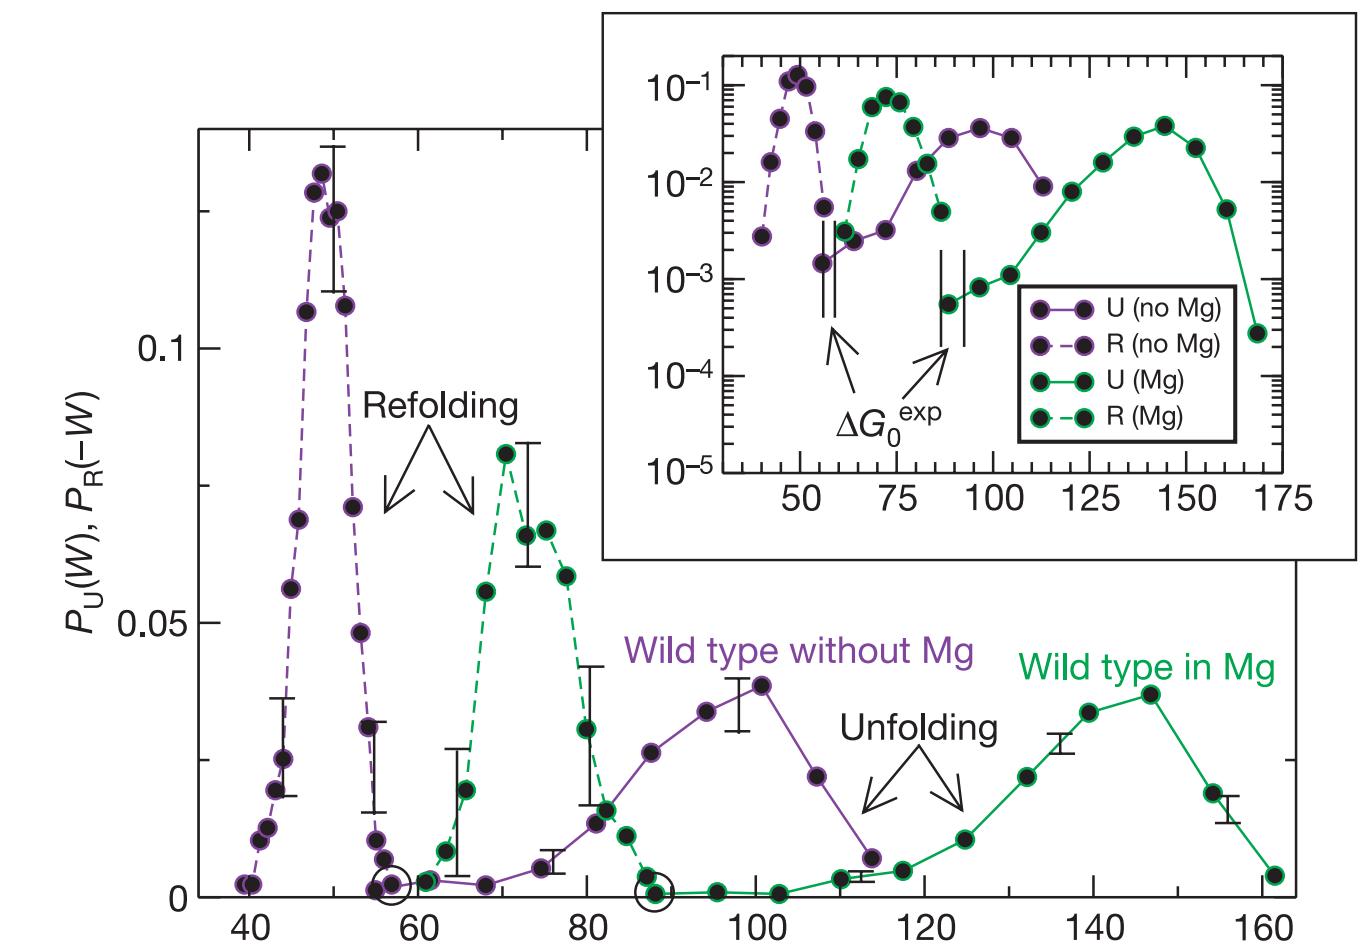 10⁻¹
10⁻²
10⁻³
10⁻⁴
10⁻⁵
50 75 100 125 150 175
U (no Mg)
R (no Mg)
U (Mg)
R (Mg)
ΔG₀ᵉˣᵖ
P_U(W), P_R(−W)
0.1
0.05
0
Refolding
Wild type without Mg
Wild type in Mg
Unfolding
40 60 80 100 120 140 160